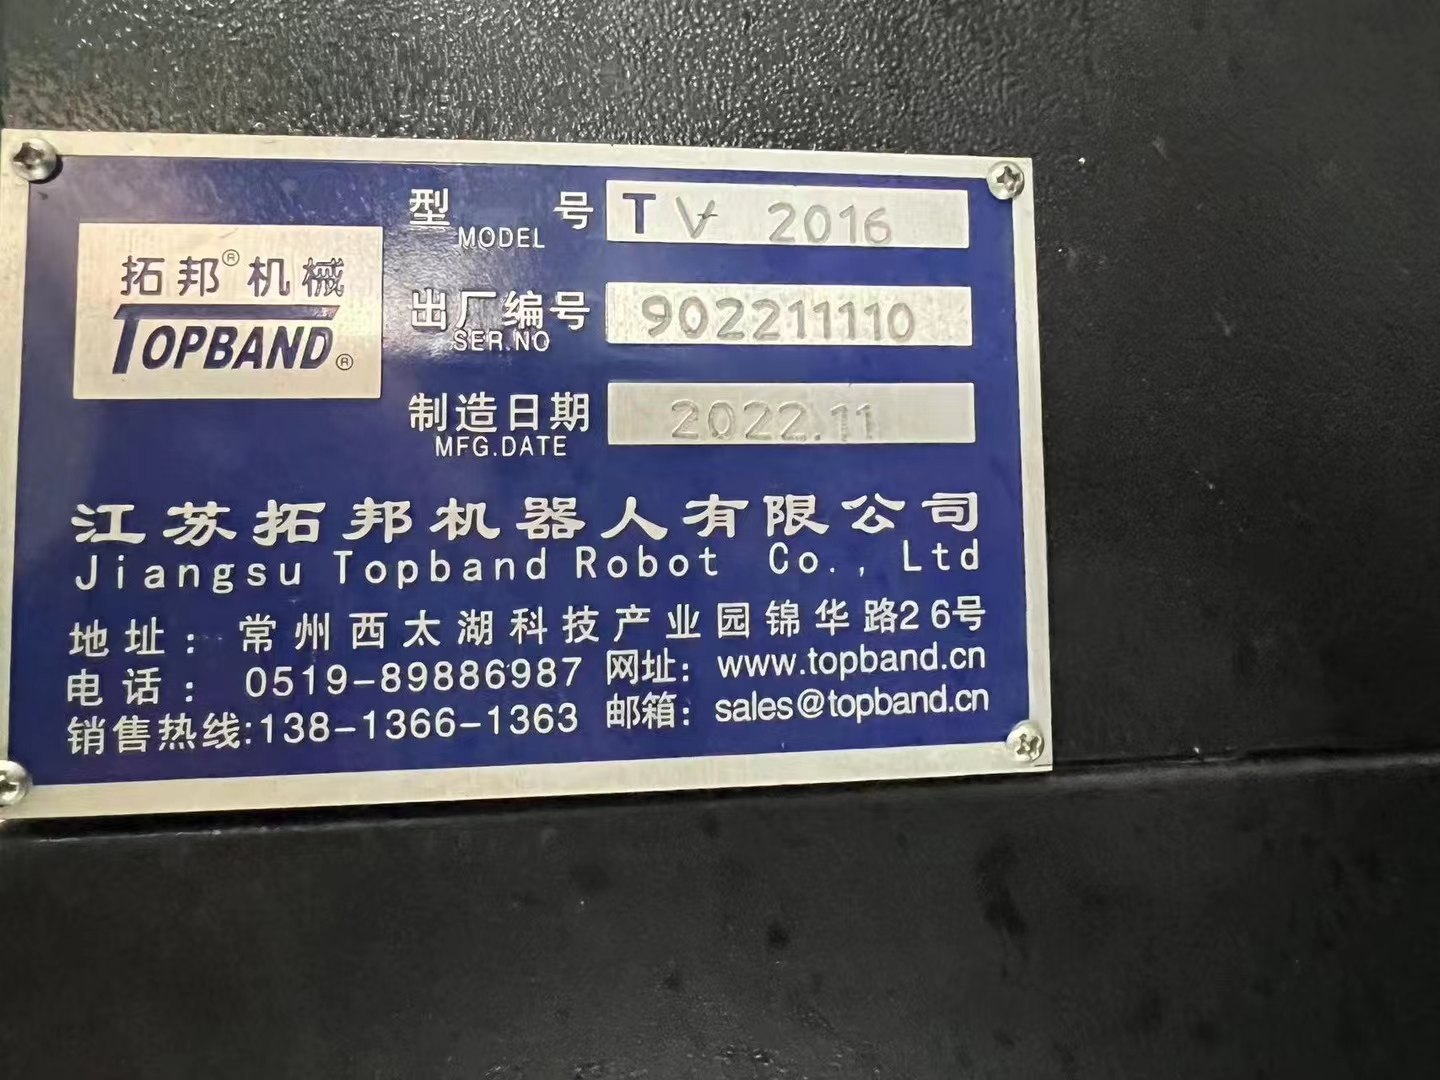 拓邦®机械
TOPBAND®
型号 TV 2016
MODEL
出厂编号 902211110
SER.NO
制造日期 2022.11
MFG.DATE
江苏拓邦机器人有限公司
Jiangsu Topband Robot Co., Ltd
地址：常州西太湖科技产业园锦华路26号
电话：0519-89886987 网址：www.topband.cn
销售热线:138-1366-1363 邮箱：sales@topband.cn